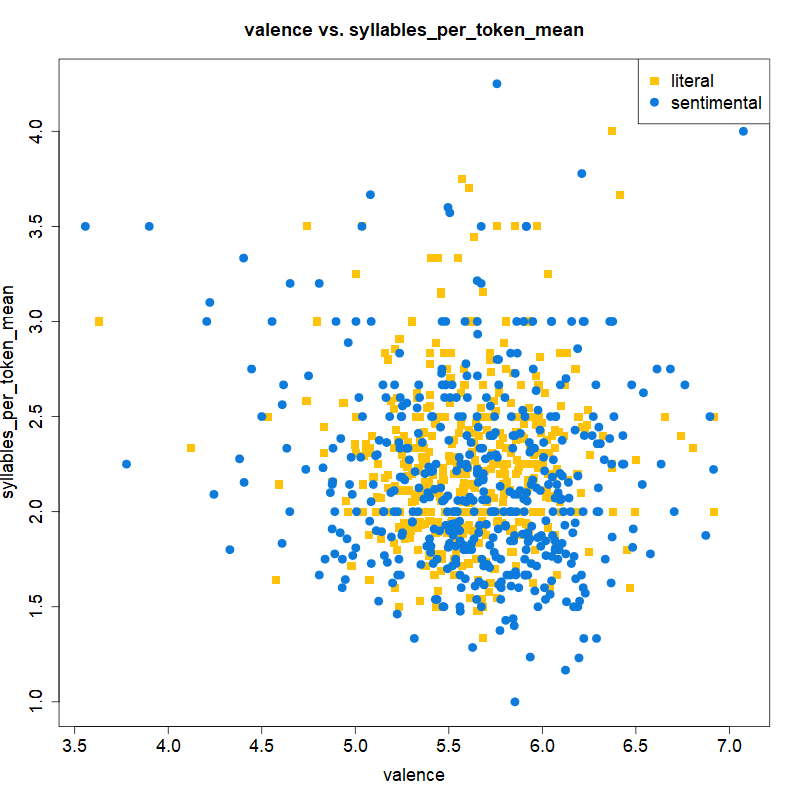 valence vs. syllables_per_token_mean
literal
sentimental
syllables_per_token_mean
4.0
3.5
3.0
2.5
2.0
1.5
1.0
3.5 4.0 4.5 5.0 5.5 6.0 6.5 7.0
valence